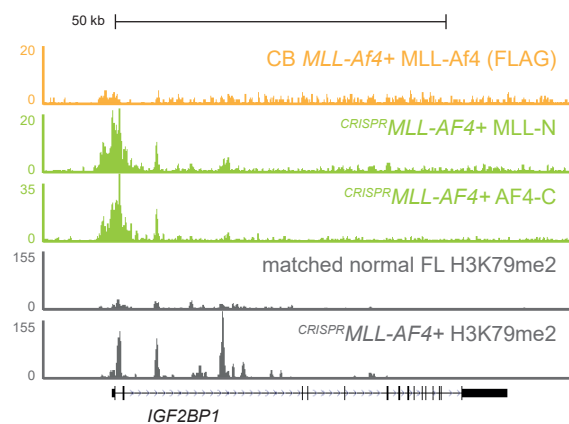 50 kb
20
CB MLL-Af4+ MLL-Af4 (FLAG)
0
20
CRISPRMLL-AF4+ MLL-N
0
35
CRISPRMLL-AF4+ AF4-C
0
155
matched normal FL H3K79me2
0
155
CRISPRMLL-AF4+ H3K79me2
0
IGF2BP1